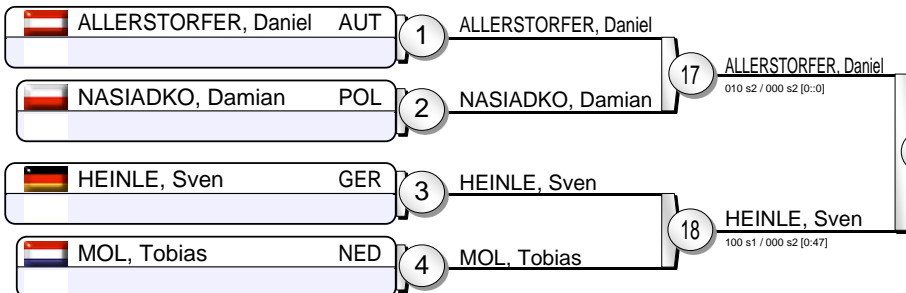 ALLERSTORFER, Daniel AUT
1
ALLERSTORFER, Daniel
NASIADKO, Damian POL
2
NASIADKO, Damian
17
ALLERSTORFER, Daniel
010 s2 / 000 s2 [0::0]
HEINLE, Sven GER
3
HEINLE, Sven
MOL, Tobias NED
4
MOL, Tobias
18
HEINLE, Sven
100 s1 / 000 s2 [0:47]